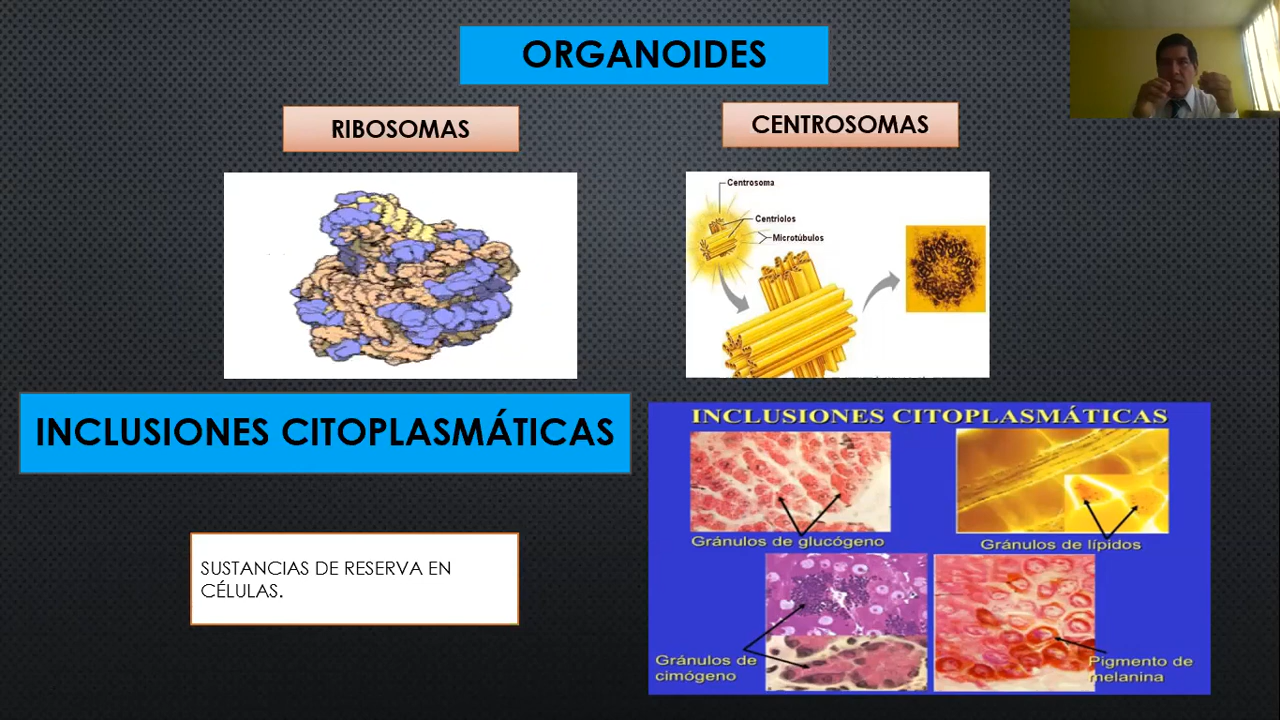 ORGANOIDES
RIBOSOMAS
CENTROSOMAS
Centrosoma
Centriolos
Microtúbulos
INCLUSIONES CITOPLASMÁTICAS
SUSTANCIAS DE RESERVA EN
CÉLULAS.
INCLUSIONES CITOPLASMÁTICAS
Gránulos de glucógeno
Gránulos de lípidos
Gránulos de
cimógeno
Pigmento de
melanina